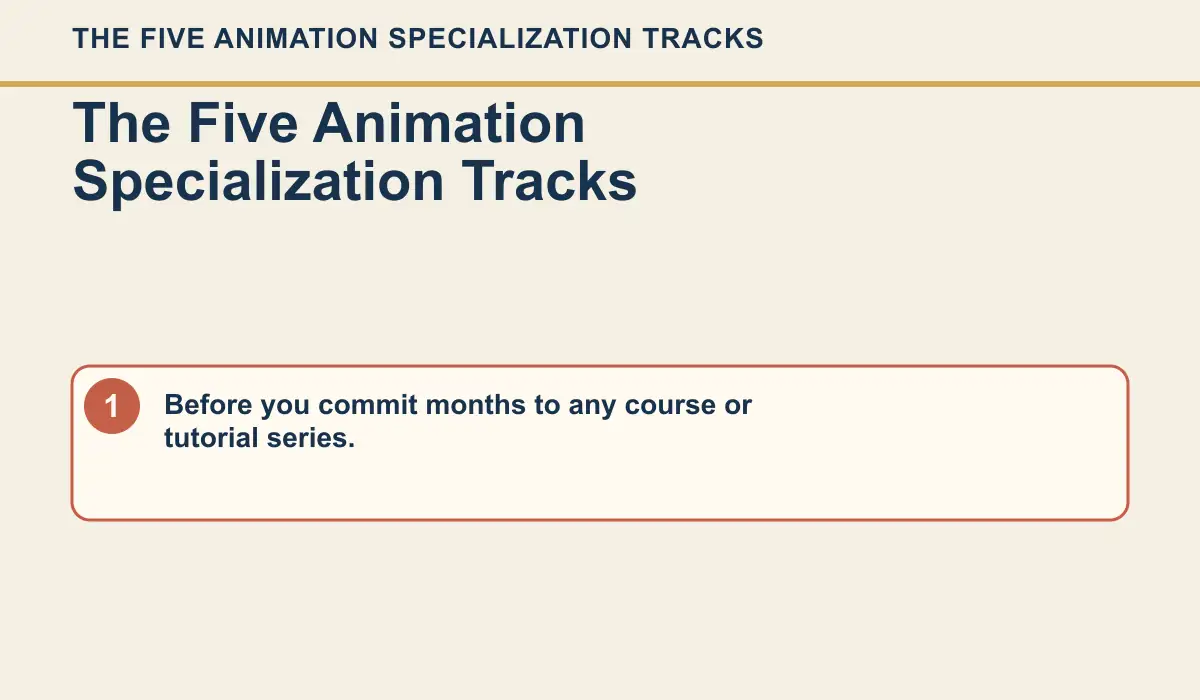 THE FIVE ANIMATION SPECIALIZATION TRACKS
The Five Animation
Specialization Tracks
1
Before you commit months to any course or
tutorial series.